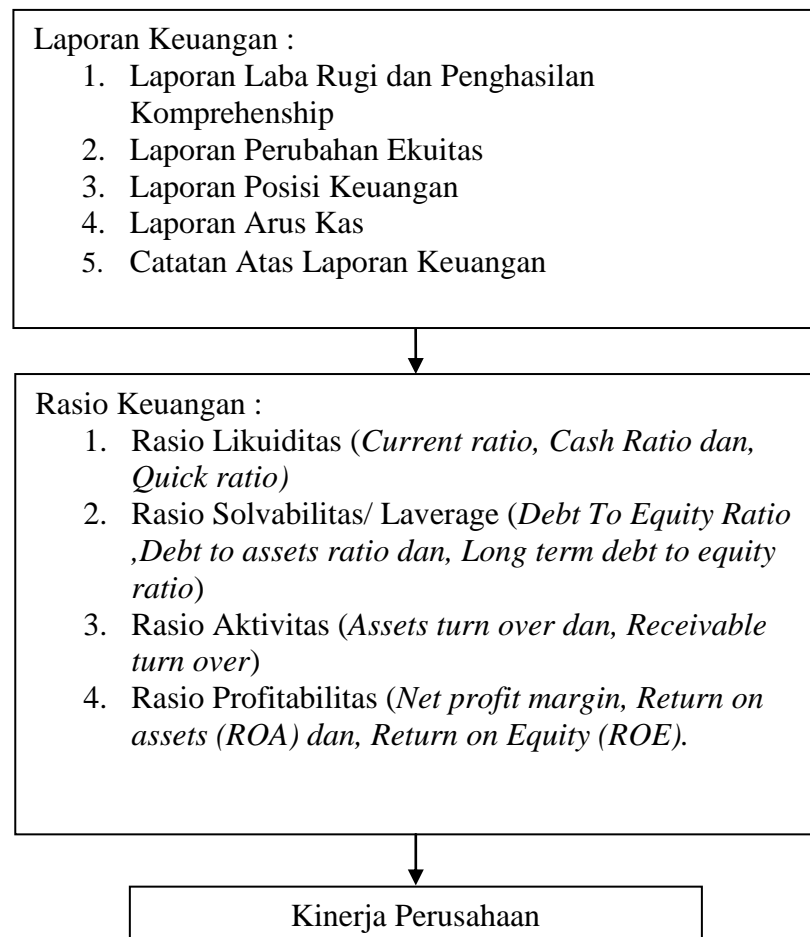 Laporan Keuangan :
1. Laporan Laba Rugi dan Penghasilan
Komprehenship
2. Laporan Perubahan Ekuitas
3. Laporan Posisi Keuangan
4. Laporan Arus Kas
5. Catatan Atas Laporan Keuangan
Rasio Keuangan :
1. Rasio Likuiditas (Current ratio, Cash Ratio dan,
Quick ratio)
2. Rasio Solvabilitas/ Laverage (Debt To Equity Ratio
,Debt to assets ratio dan, Long term debt to equity
ratio)
3. Rasio Aktivitas (Assets turn over dan, Receivable
turn over)
4. Rasio Profitabilitas (Net profit margin, Return on
assets (ROA) dan, Return on Equity (ROE).
Kinerja Perusahaan